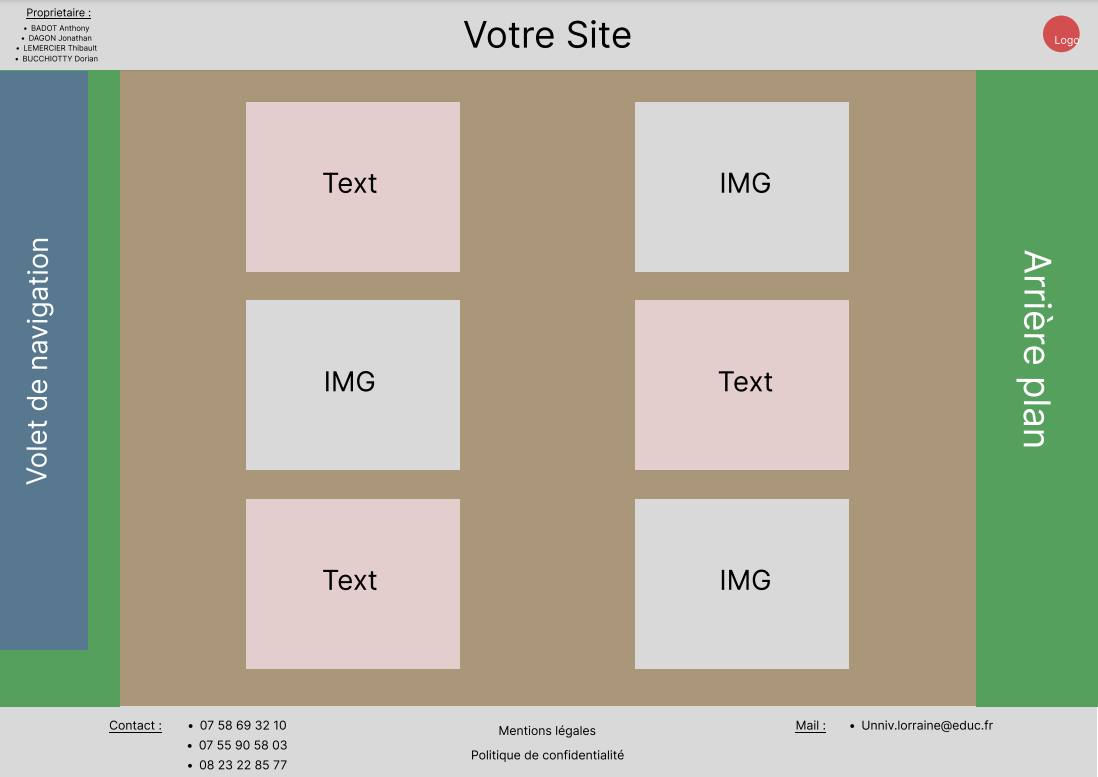 Proprietaire :
• BADOT Anthony
• DAGON Jonathan
• LEMERCIER Thibault
• BUCCHIOTTY Dorian
Votre Site
Logo
Volet de navigation
Text
IMG
IMG
Text
Text
IMG
Arrière plan
Contact :
• 07 58 69 32 10
• 07 55 90 58 03
• 08 23 22 85 77
Mentions légales
Politique de confidentialité
Mail :
• Unniv.lorraine@educ.fr